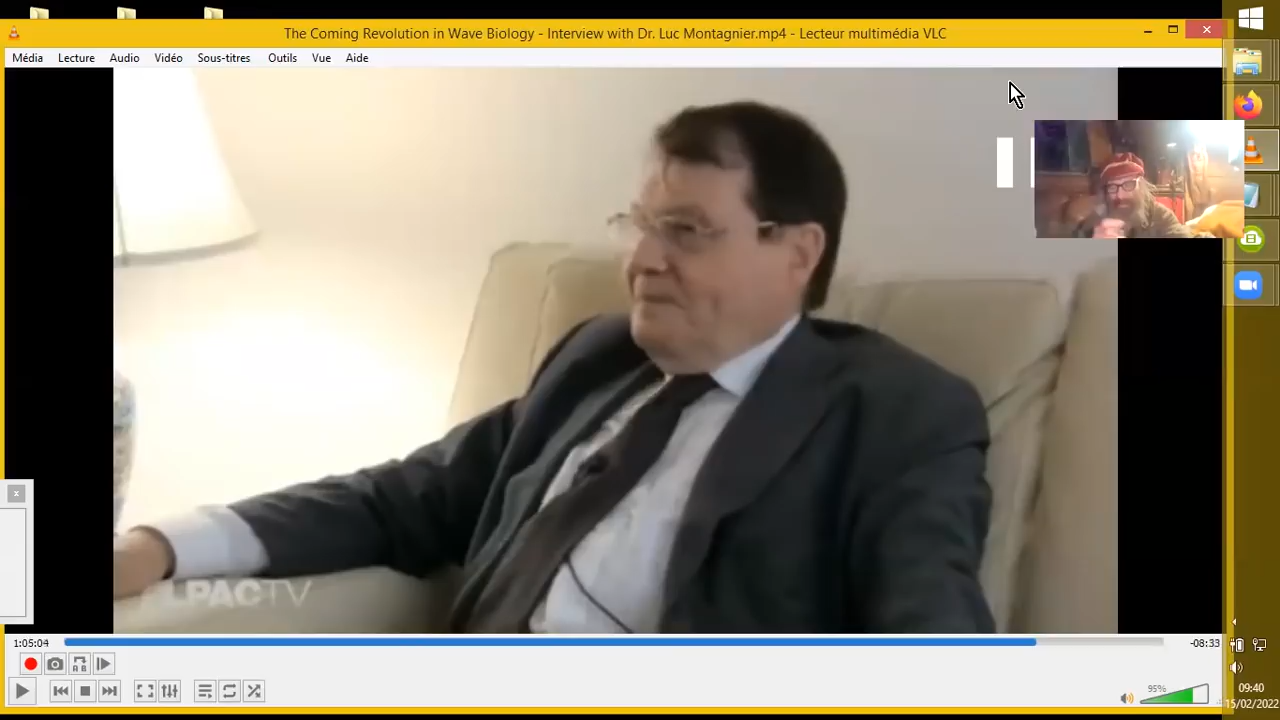 The Coming Revolution in Wave Biology - Interview with Dr. Luc Montagnier.mp4 - Lecteur multimédia VLC
Média Lecture Audio Vidéo Sous-titres Outils Vue Aide
LPACTV
1:05:04
-08:33
95%
09:40
15/02/2022